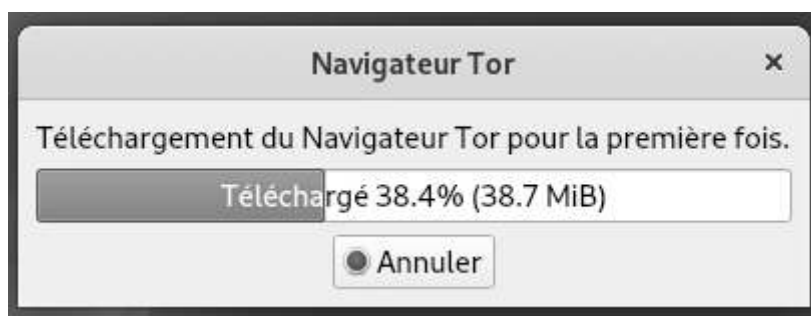 Navigateur Tor
Téléchargement du Navigateur Tor pour la première fois.
Téléchargé 38.4% (38.7 MiB)
Annuler